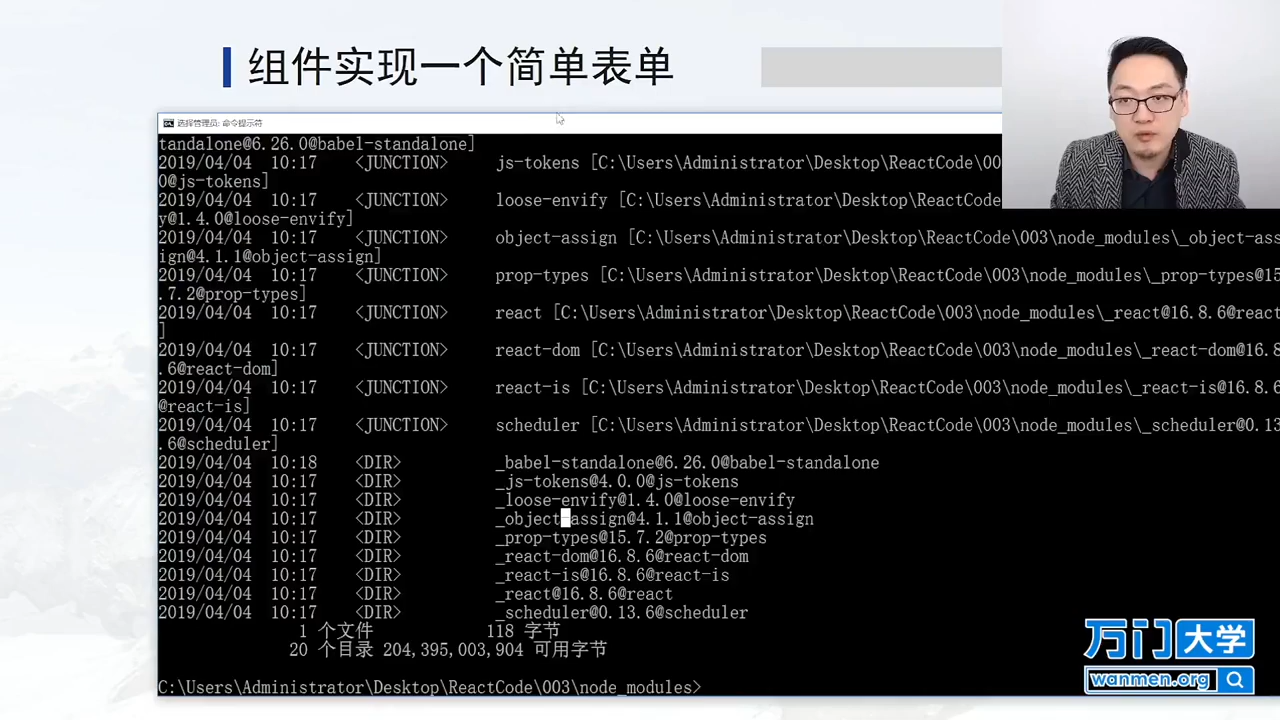 组件实现一个简单表单
选择管理员: 命令提示符
tandalone@6.26.0@babel-standalone]
2019/04/04  10:17    <JUNCTION>     js-tokens [C:\Users\Administrator\Desktop\ReactCode\00
0@js-tokens]
2019/04/04  10:17    <JUNCTION>     loose-envify [C:\Users\Administrator\Desktop\ReactCode
y@1.4.0@loose-envify]
2019/04/04  10:17    <JUNCTION>     object-assign [C:\Users\Administrator\Desktop\ReactCode\003\node_modules\_object-ass
ign@4.1.1@object-assign]
2019/04/04  10:17    <JUNCTION>     prop-types [C:\Users\Administrator\Desktop\ReactCode\003\node_modules\_prop-types@15
.7.2@prop-types]
2019/04/04  10:17    <JUNCTION>     react [C:\Users\Administrator\Desktop\ReactCode\003\node_modules\_react@16.8.6@react
]
2019/04/04  10:17    <JUNCTION>     react-dom [C:\Users\Administrator\Desktop\ReactCode\003\node_modules\_react-dom@16.8
.6@react-dom]
2019/04/04  10:17    <JUNCTION>     react-is [C:\Users\Administrator\Desktop\ReactCode\003\node_modules\_react-is@16.8.6
@react-is]
2019/04/04  10:17    <JUNCTION>     scheduler [C:\Users\Administrator\Desktop\ReactCode\003\node_modules\_scheduler@0.13
.6@scheduler]
2019/04/04  10:18    <DIR>          _babel-standalone@6.26.0@babel-standalone
2019/04/04  10:17    <DIR>          _js-tokens@4.0.0@js-tokens
2019/04/04  10:17    <DIR>          _loose-envify@1.4.0@loose-envify
2019/04/04  10:17    <DIR>          _object-assign@4.1.1@object-assign
2019/04/04  10:17    <DIR>          _prop-types@15.7.2@prop-types
2019/04/04  10:17    <DIR>          _react-dom@16.8.6@react-dom
2019/04/04  10:17    <DIR>          _react-is@16.8.6@react-is
2019/04/04  10:17    <DIR>          _react@16.8.6@react
2019/04/04  10:17    <DIR>          _scheduler@0.13.6@scheduler
1 个文件            118 字节
20 个目录 204,395,003,904 可用字节
C:\Users\Administrator\Desktop\ReactCode\003\node_modules>
万门大学
wanmen.org